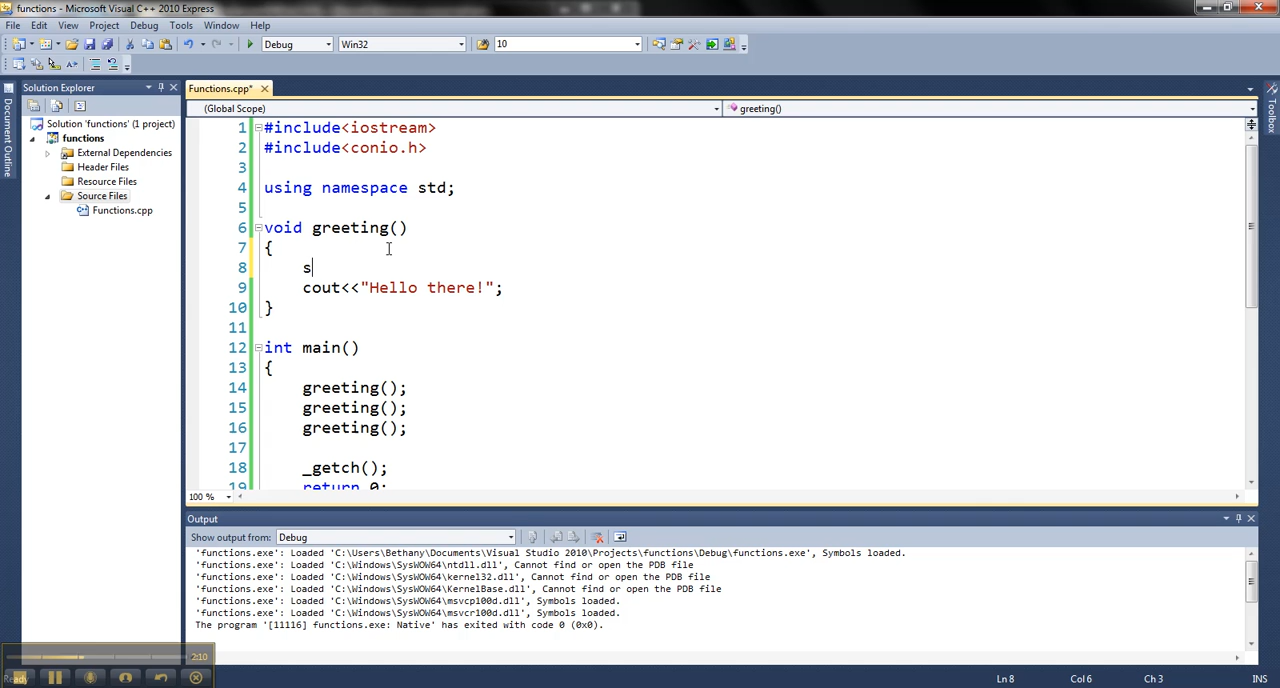 functions - Microsoft Visual C++ 2010 Express
File Edit View Project Debug Tools Window Help
Debug Win32 10
Solution Explorer
Functions.cpp*
Document Outline
Toolbox
(Global Scope) greeting()
Solution 'functions' (1 project)
functions
External Dependencies
Header Files
Resource Files
Source Files
Functions.cpp
1 #include<iostream>
2 #include<conio.h>
3
4 using namespace std;
5
6 void greeting()
7 {
8 s
9 cout<<"Hello there!";
10 }
11
12 int main()
13 {
14 greeting();
15 greeting();
16 greeting();
17
18 _getch();
19 return 0;
100 %
Output
Show output from: Debug
'functions.exe': Loaded 'C:\Users\Bethany\Documents\Visual Studio 2010\Projects\functions\Debug\functions.exe', Symbols loaded.
'functions.exe': Loaded 'C:\Windows\SysWOW64\ntdll.dll', Cannot find or open the PDB file
'functions.exe': Loaded 'C:\Windows\SysWOW64\kernel32.dll', Cannot find or open the PDB file
'functions.exe': Loaded 'C:\Windows\SysWOW64\KernelBase.dll', Cannot find or open the PDB file
'functions.exe': Loaded 'C:\Windows\SysWOW64\msvcp100d.dll', Symbols loaded.
'functions.exe': Loaded 'C:\Windows\SysWOW64\msvcr100d.dll', Symbols loaded.
The program '[11116] functions.exe: Native' has exited with code 0 (0x0).
2:10
Ready Ln 8 Col 6 Ch 3 INS